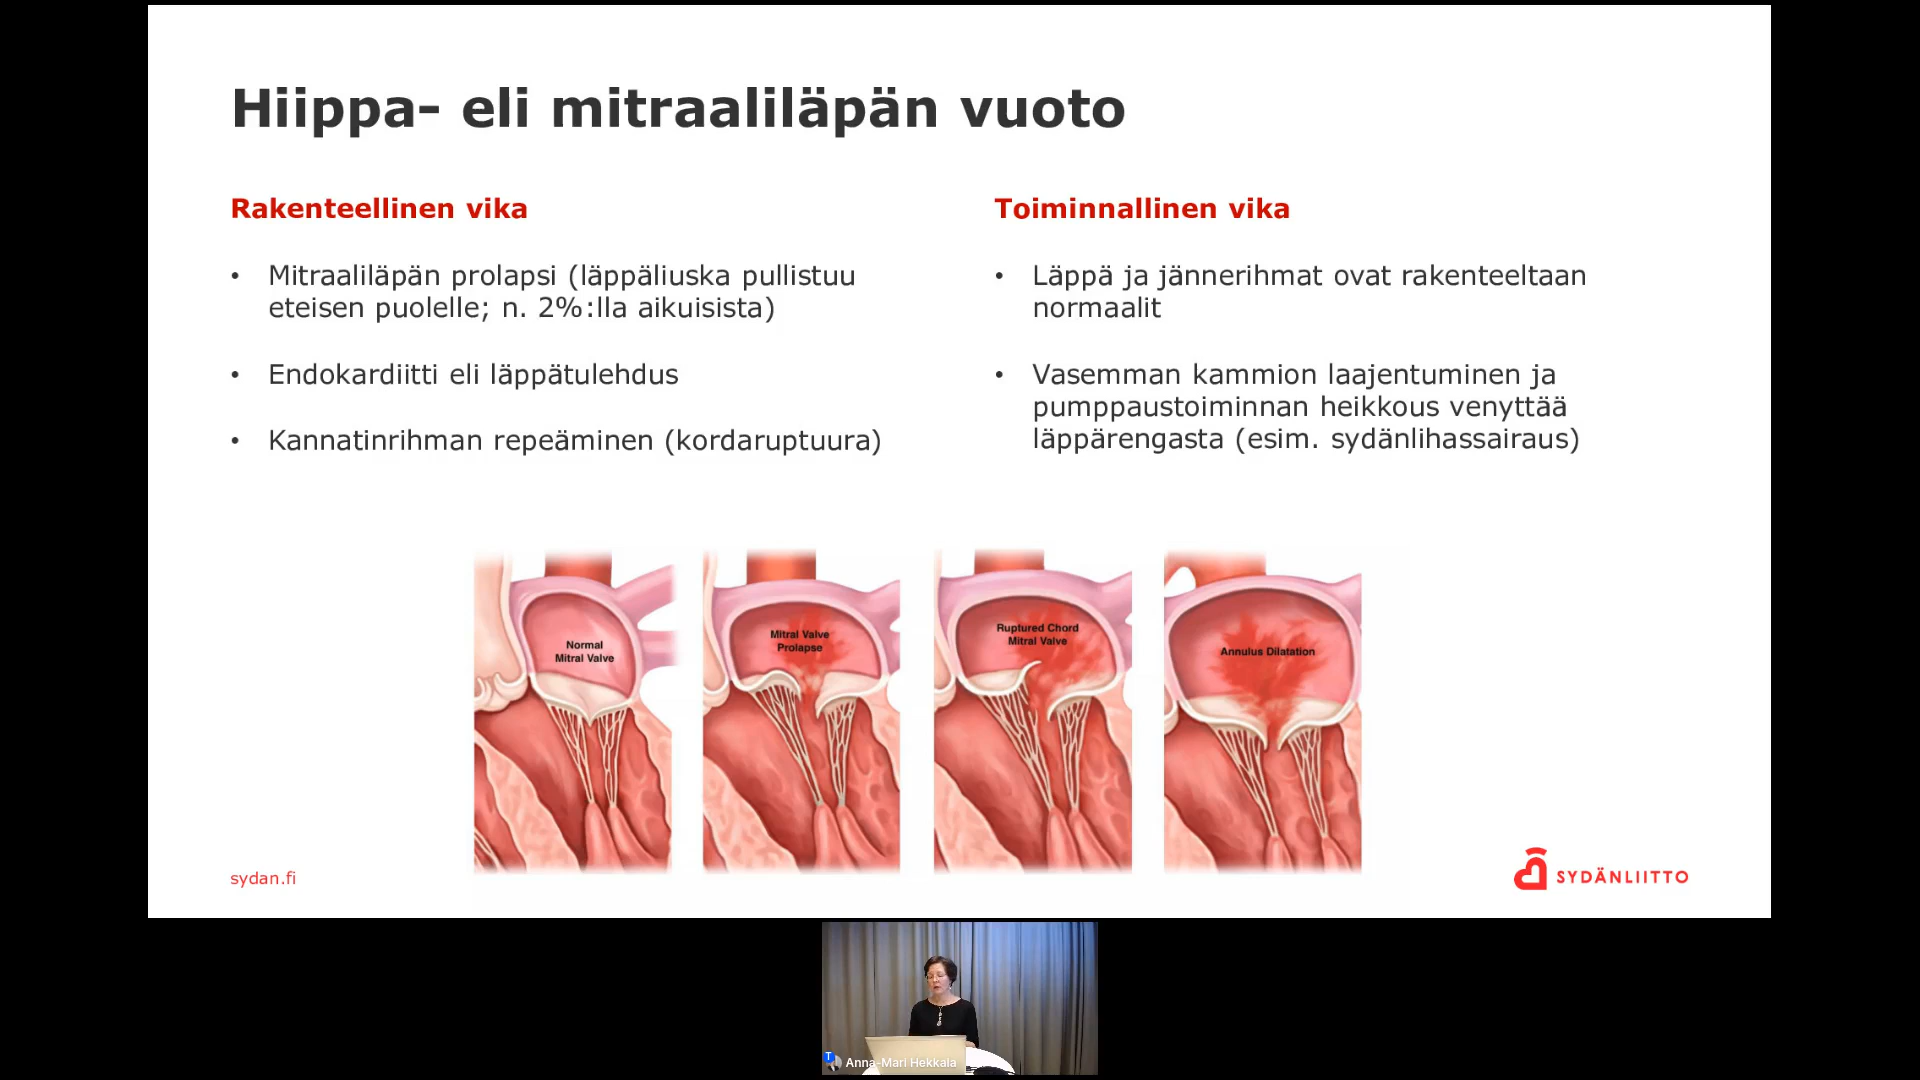 Hiippa- eli mitraaliläpän vuoto
Rakenteellinen vika
• Mitraaliläpän prolapsi (läppäliuska pullistuu
eteisen puolelle; n. 2%:lla aikuisista)
• Endokardiitti eli läppätulehdus
• Kannatinrihman repeäminen (kordaruptuura)
Toiminnallinen vika
• Läppä ja jännerihmat ovat rakenteeltaan
normaalit
• Vasemman kammion laajentuminen ja
pumppaustoiminnan heikkous venyttää
läppärengasta (esim. sydänlihassairaus)
Normal
Mitral Valve
Mitral Valve
Prolapse
Ruptured Chord
Mitral Valve
Annulus Dilatation
sydan.fi
SYDÄNLIITTO
T
Anna-Mari Hekkala